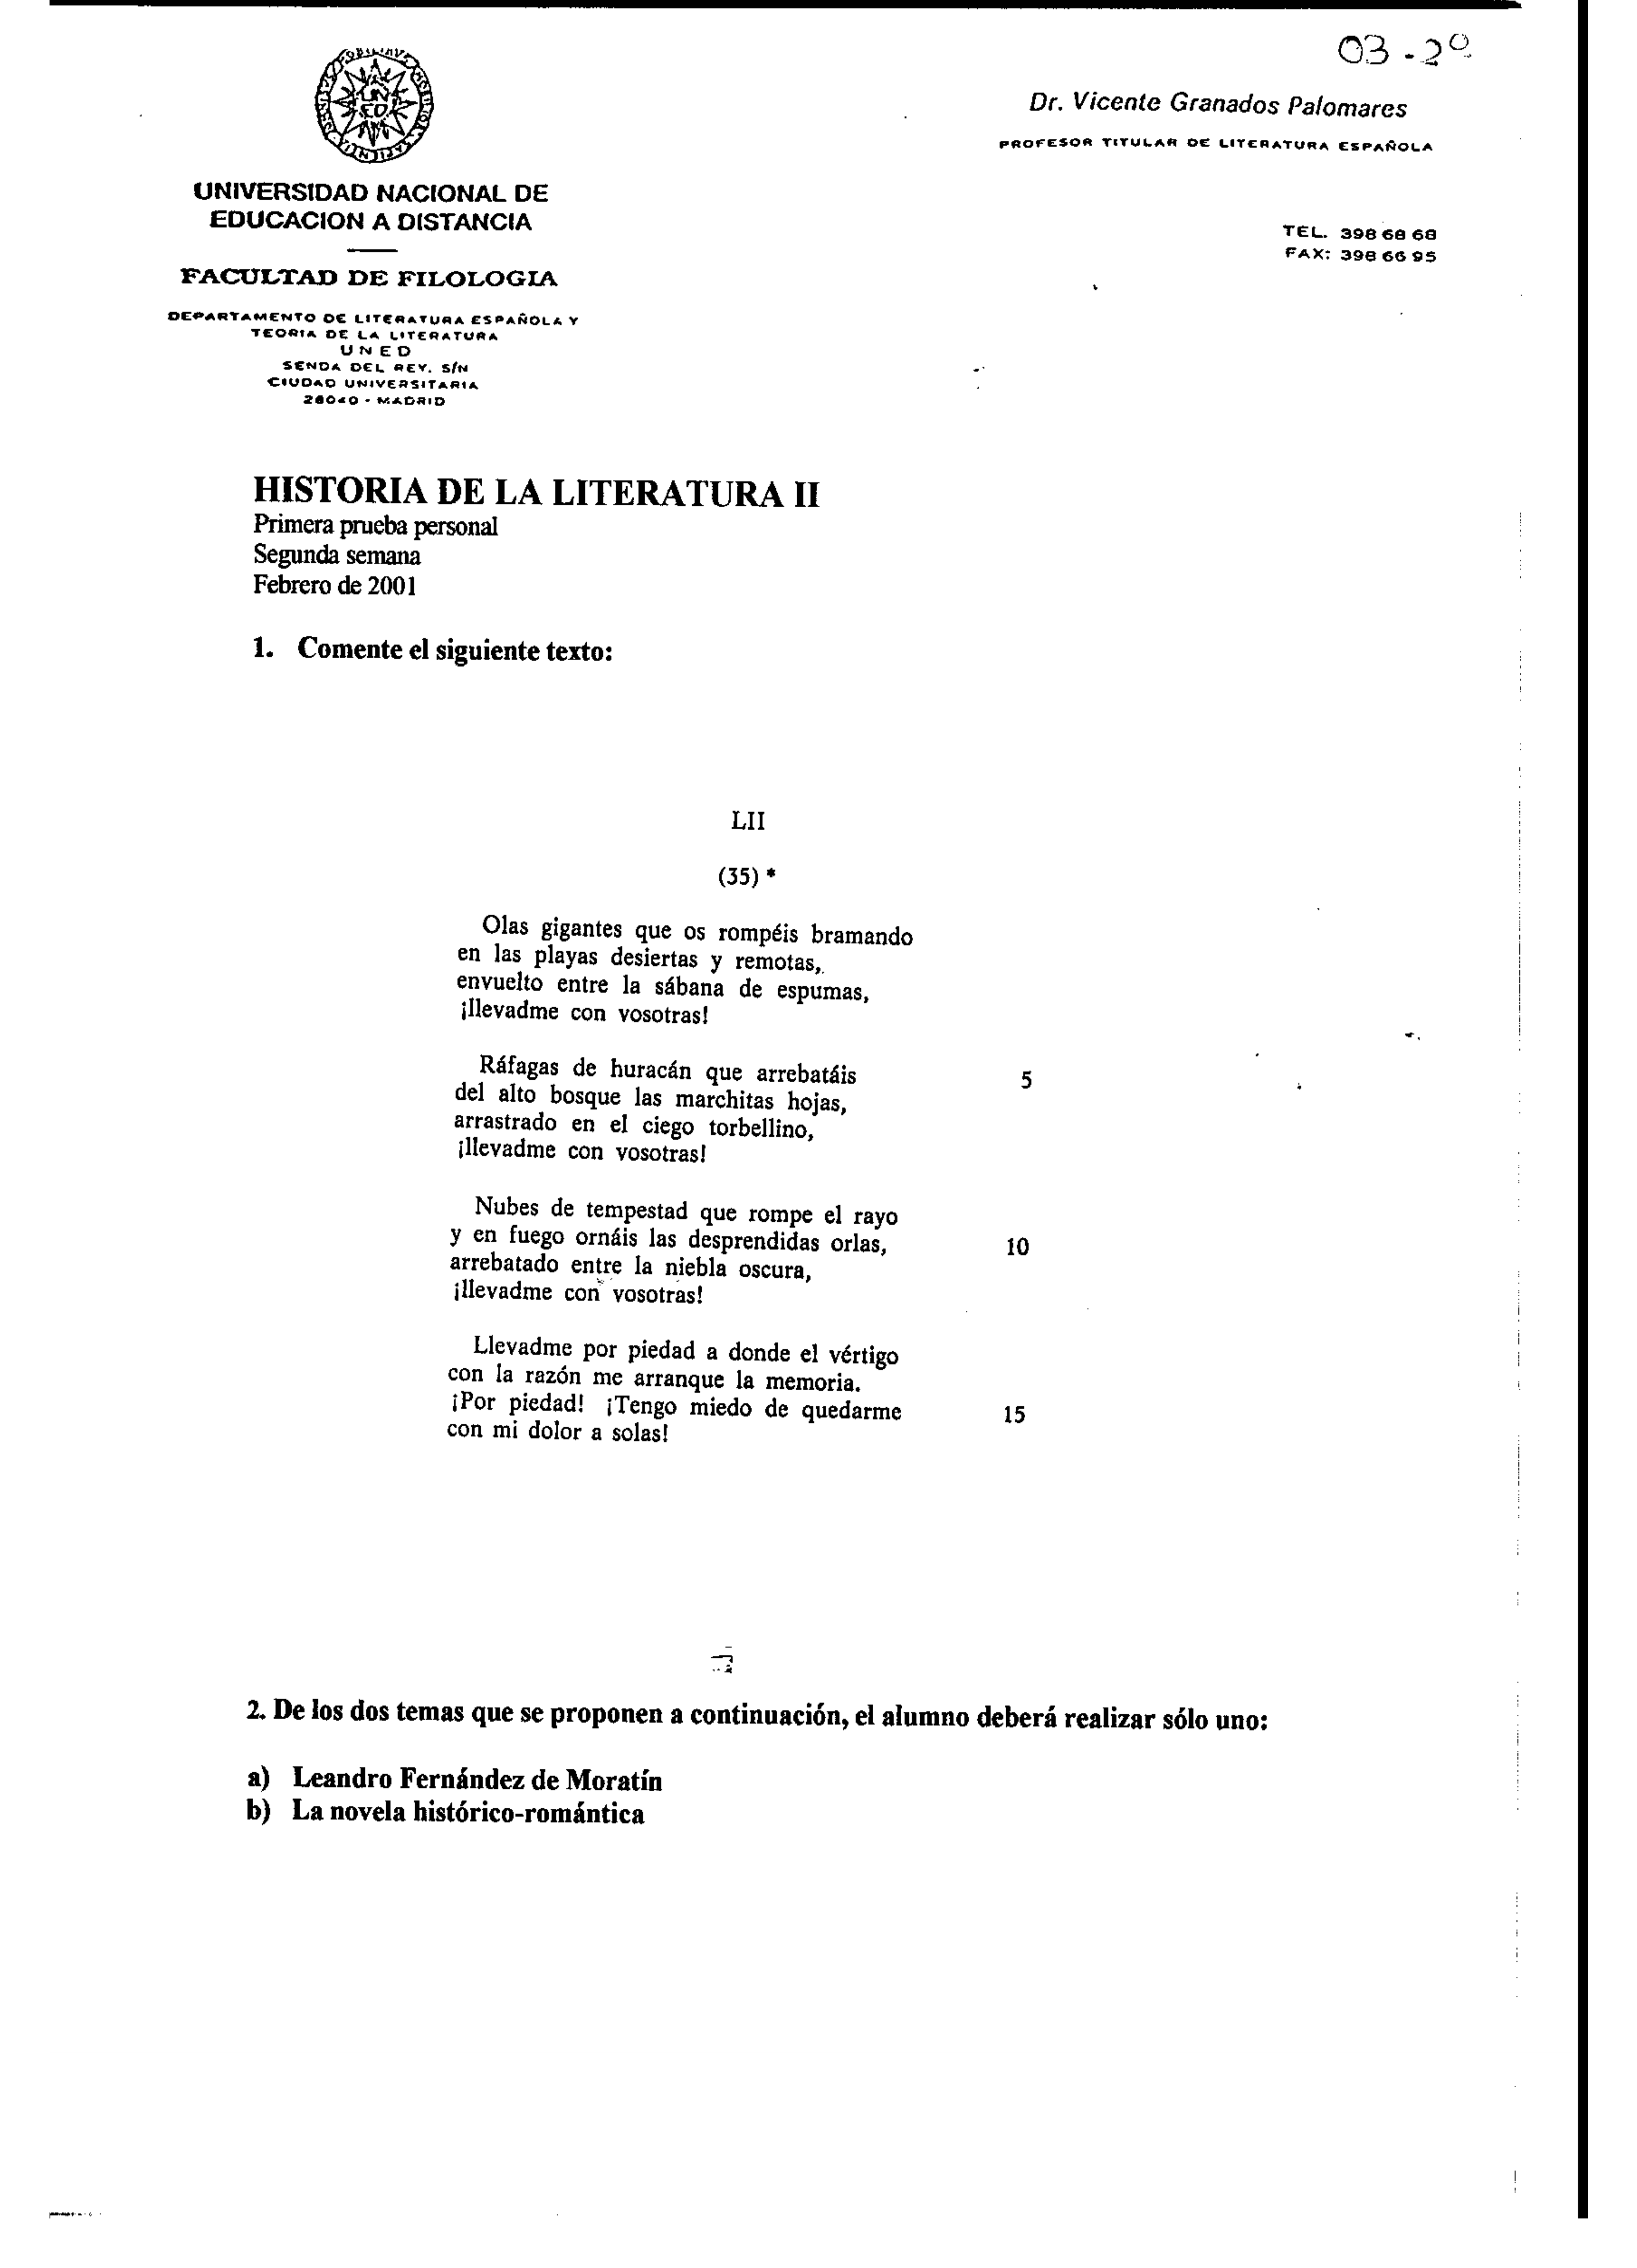 03-2º
Dr. Vicente Granados Palomares
PROFESOR TITULAR DE LITERATURA ESPAÑOLA
UNED
UNIVERSIDAD NACIONAL DE
EDUCACION A DISTANCIA
TEL. 398 68 68
FAX: 398 66 95
FACULTAD DE FILOLOGIA
DEPARTAMENTO DE LITERATURA ESPAÑOLA Y
TEORIA DE LA LITERATURA
UNED
SENDA DEL REY. S/N
CIUDAD UNIVERSITARIA
28040 - MADRID
HISTORIA DE LA LITERATURA II
Primera prueba personal
Segunda semana
Febrero de 2001
1. Comente el siguiente texto:
LII
(35) *
Olas gigantes que os rompéis bramando
en las playas desiertas y remotas,
envuelto entre la sábana de espumas,
¡llevadme con vosotras!
Ráfagas de huracán que arrebatáis 5
del alto bosque las marchitas hojas,
arrastrado en el ciego torbellino,
¡llevadme con vosotras!
Nubes de tempestad que rompe el rayo
y en fuego ornáis las desprendidas orlas, 10
arrebatado entre la niebla oscura,
¡llevadme con vosotras!
Llevadme por piedad a donde el vértigo
con la razón me arranque la memoria.
¡Por piedad! ¡Tengo miedo de quedarme 15
con mi dolor a solas!
2. De los dos temas que se proponen a continuación, el alumno deberá realizar sólo uno:
a) Leandro Fernández de Moratín
b) La novela histórico-romántica